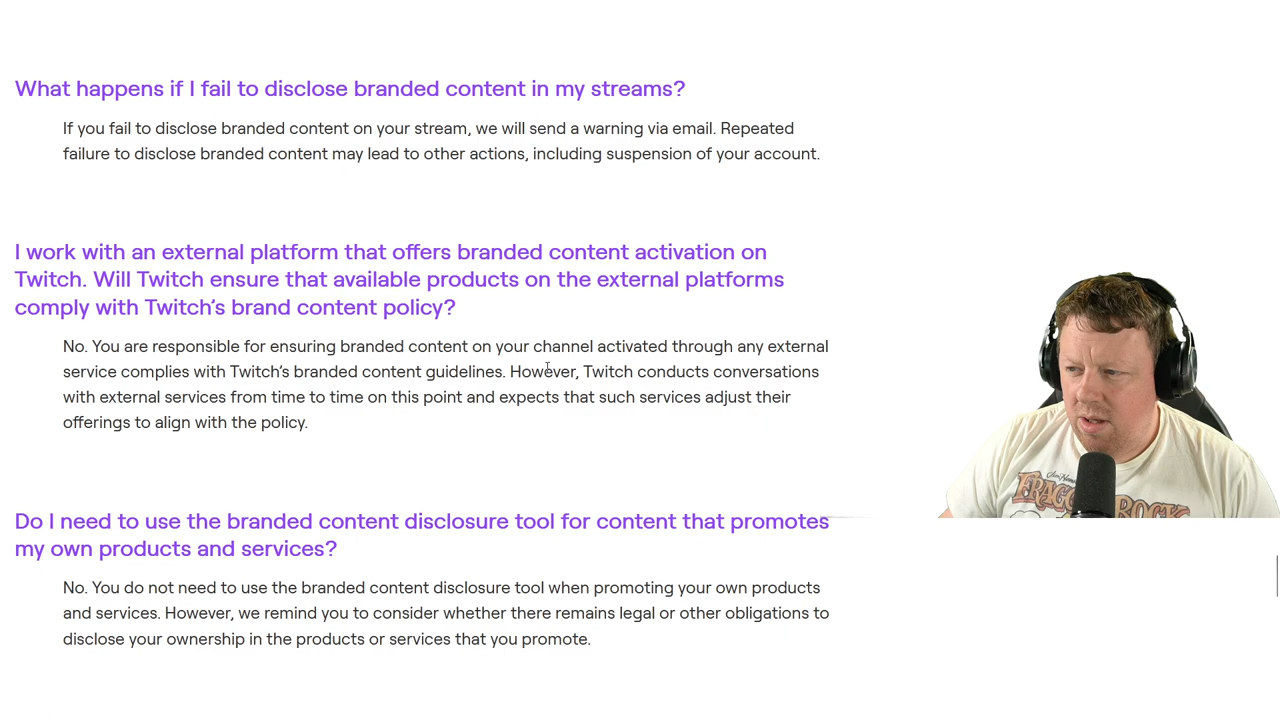 What happens if I fail to disclose branded content in my streams?
If you fail to disclose branded content on your stream, we will send a warning via email. Repeated
failure to disclose branded content may lead to other actions, including suspension of your account.
I work with an external platform that offers branded content activation on
Twitch. Will Twitch ensure that available products on the external platforms
comply with Twitch’s brand content policy?
No. You are responsible for ensuring branded content on your channel activated through any external
service complies with Twitch’s branded content guidelines. However, Twitch conducts conversations
with external services from time to time on this point and expects that such services adjust their
offerings to align with the policy.
Do I need to use the branded content disclosure tool for content that promotes
my own products and services?
No. You do not need to use the branded content disclosure tool when promoting your own products
and services. However, we remind you to consider whether there remains legal or other obligations to
disclose your ownership in the products or services that you promote.
ROCK